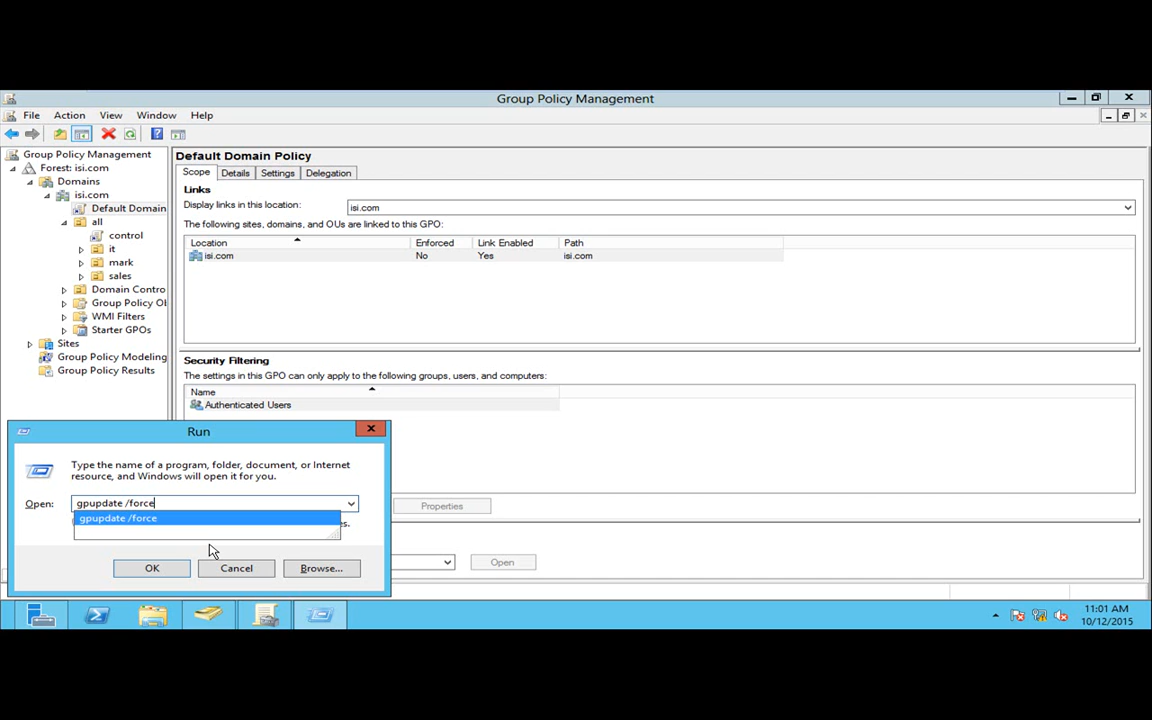 Group Policy Management
File Action View Window Help
Group Policy Management
Forest: isi.com
Domains
isi.com
Default Domain
all
control
it
mark
sales
Domain Contro
Group Policy Ob
WMI Filters
Starter GPOs
Sites
Group Policy Modeling
Group Policy Results
Default Domain Policy
Scope Details Settings Delegation
Links
Display links in this location: isi.com
The following sites, domains, and OUs are linked to this GPO:
Location Enforced Link Enabled Path
isi.com No Yes isi.com
Security Filtering
The settings in this GPO can only apply to the following groups, users, and computers:
Name
Authenticated Users
Properties
Open
Run
Type the name of a program, folder, document, or Internet
resource, and Windows will open it for you.
Open: gpupdate /force
gpupdate /force
es.
OK Cancel Browse...
11:01 AM
10/12/2015